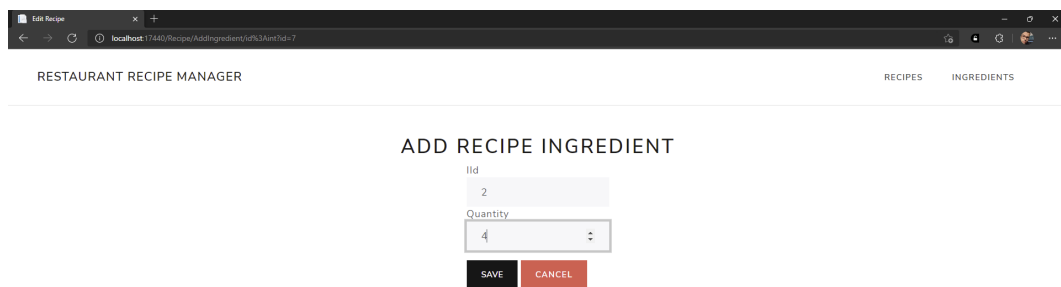 Edit Recipe
localhost:17440/Recipe/AddIngredient/id%3Aint?id=7
RESTAURANT RECIPE MANAGER
RECIPES INGREDIENTS
ADD RECIPE INGREDIENT
IId
2
Quantity
4
SAVE CANCEL